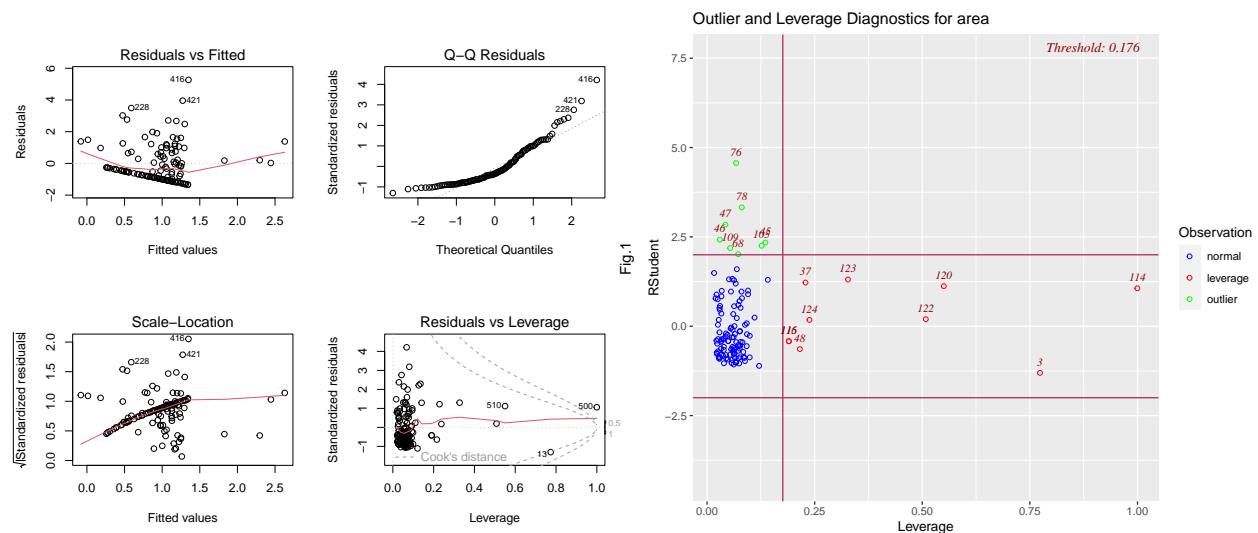 Residuals vs Fitted
Residuals
6
4
2
0
−2
416
421
228
0.0 0.5 1.0 1.5 2.0 2.5
Fitted values
Q−Q Residuals
Standardized residuals
4
3
2
1
−1
416
421
228
−2 −1 0 1 2
Theoretical Quantiles
Scale−Location
√|Standardized residuals|
2.0
1.5
1.0
0.5
0.0
416
421
228
0.0 0.5 1.0 1.5 2.0 2.5
Fitted values
Residuals vs Leverage
Standardized residuals
4
3
2
1
−1
510
500
13
0.5
1
Cook's distance
0.0 0.2 0.4 0.6 0.8 1.0
Leverage
Fig.1
Outlier and Leverage Diagnostics for area
Threshold: 0.176
RStudent
7.5
5.0
2.5
0.0
−2.5
76
78
47
46
109
68
103
45
37
123
120
114
124
122
116
48
3
0.00 0.25 0.50 0.75 1.00
Leverage
Observation
normal
leverage
outlier